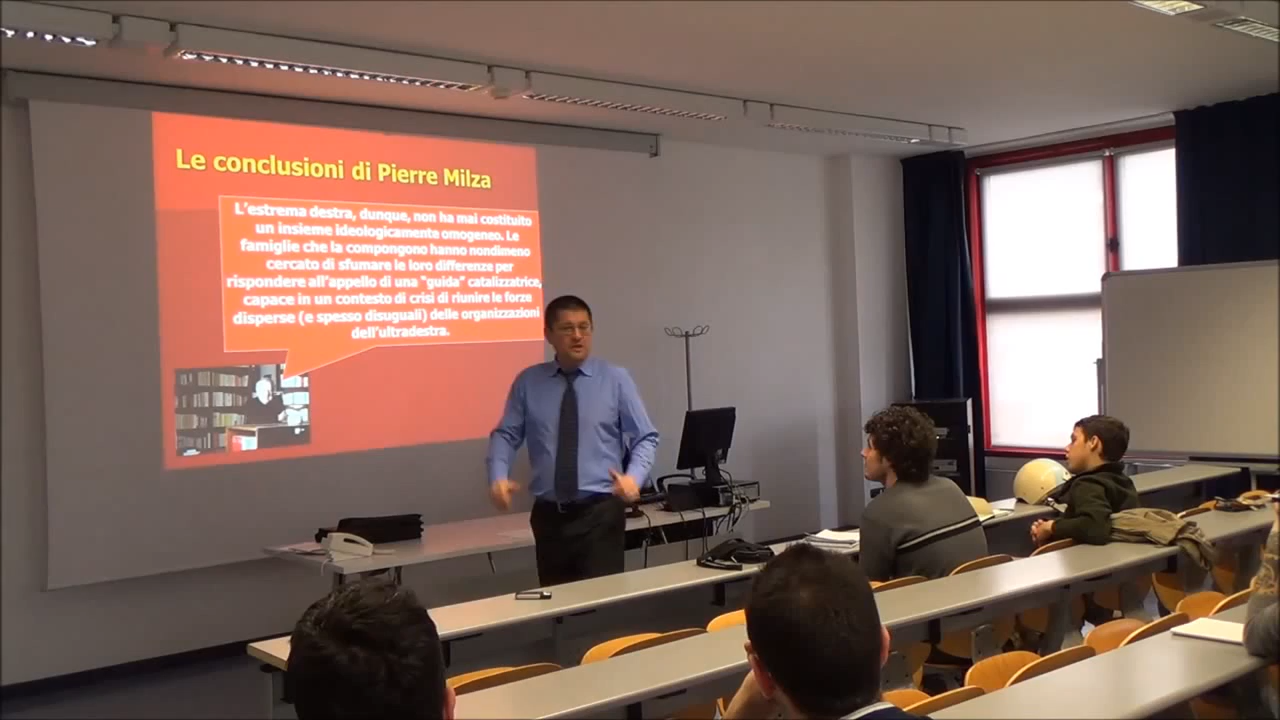 Le conclusioni di Pierre Milza
L'estrema destra, dunque, non ha mai costituito
un insieme ideologicamente omogeneo. Le
famiglie che la compongono hanno nondimeno
cercato di sfumare le loro differenze per
rispondere all'appello di una "guida" catalizzatrice,
capace in un contesto di crisi di riunire le forze
disperse (e spesso disuguali) delle organizzazioni
dell'ultradestra.